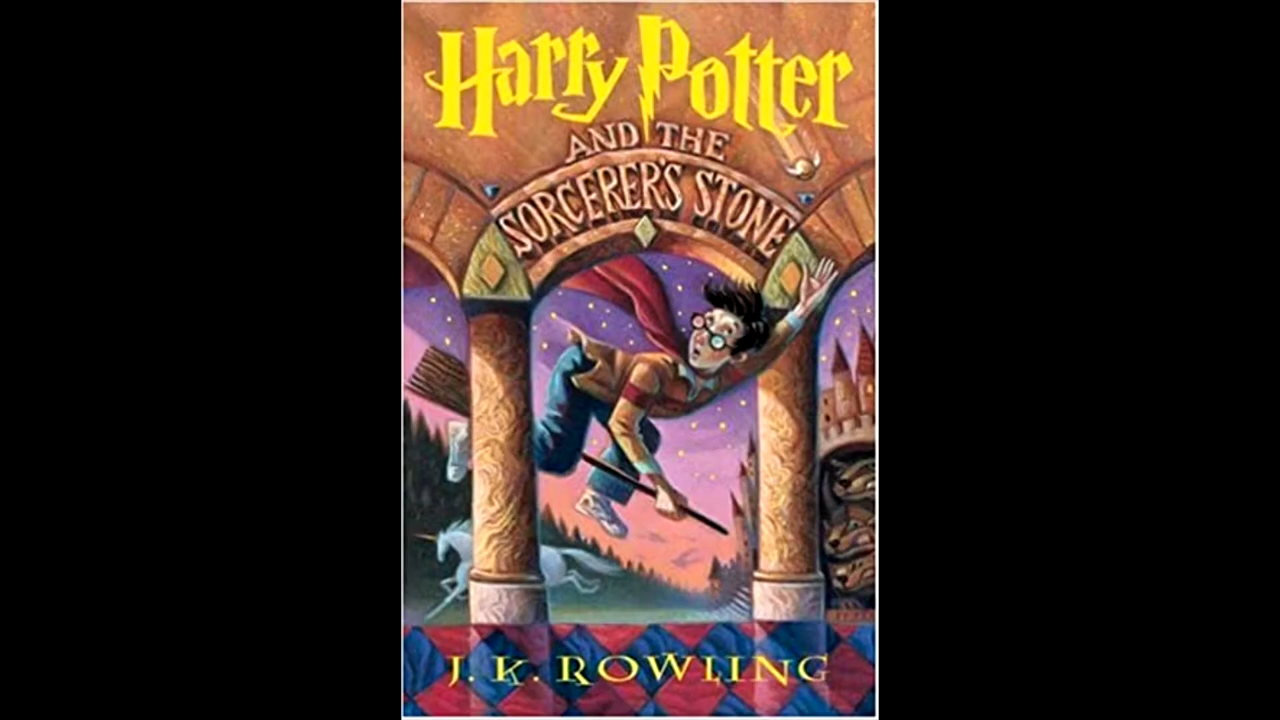 Harry Potter
AND THE
SORCERER'S STONE
J.K. ROWLING